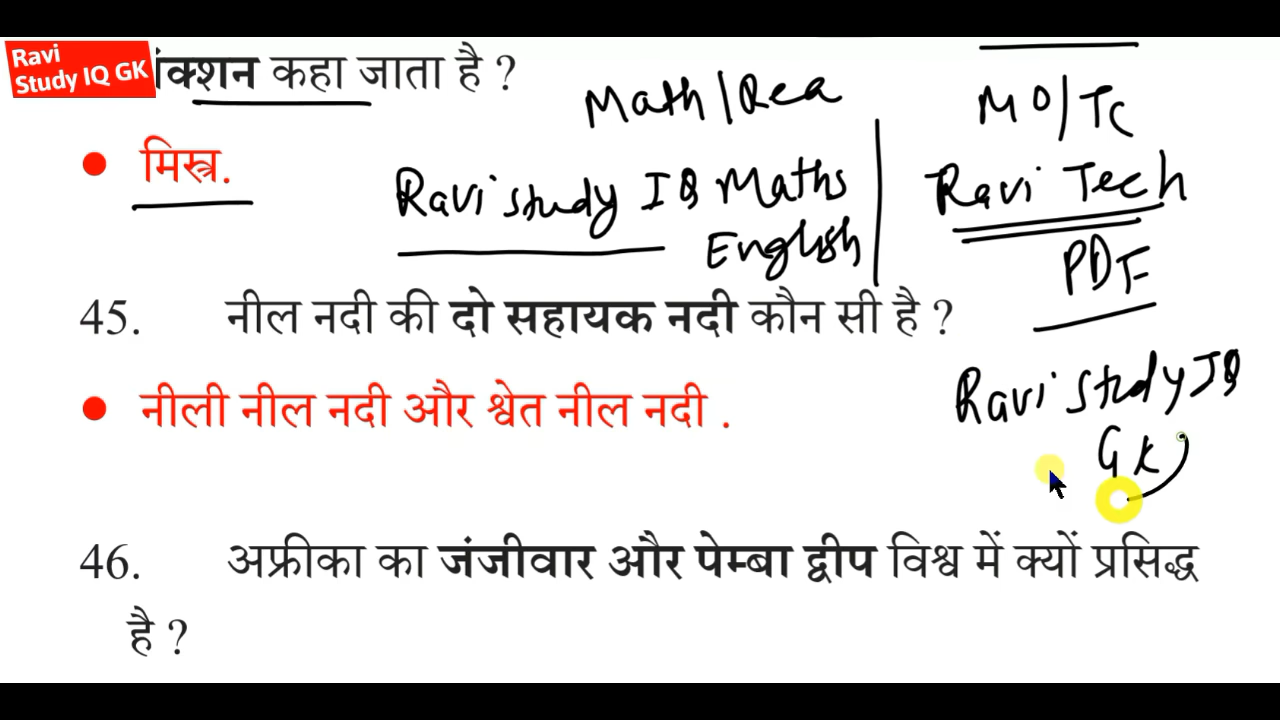 Ravi
Study IQ GK
क्शन कहा जाता है ?
Math/Rea
MO/TC
मिस्त्र.
Ravi study IQ Maths
English
Ravi Tech
PDF
45. नील नदी की दो सहायक नदी कौन सी है ?
नीली नील नदी और श्वेत नील नदी .
Ravi Study IQ
GK
46. अफ्रीका का जंजीवार और पेम्बा द्वीप विश्व में क्यों प्रसिद्ध
है ?